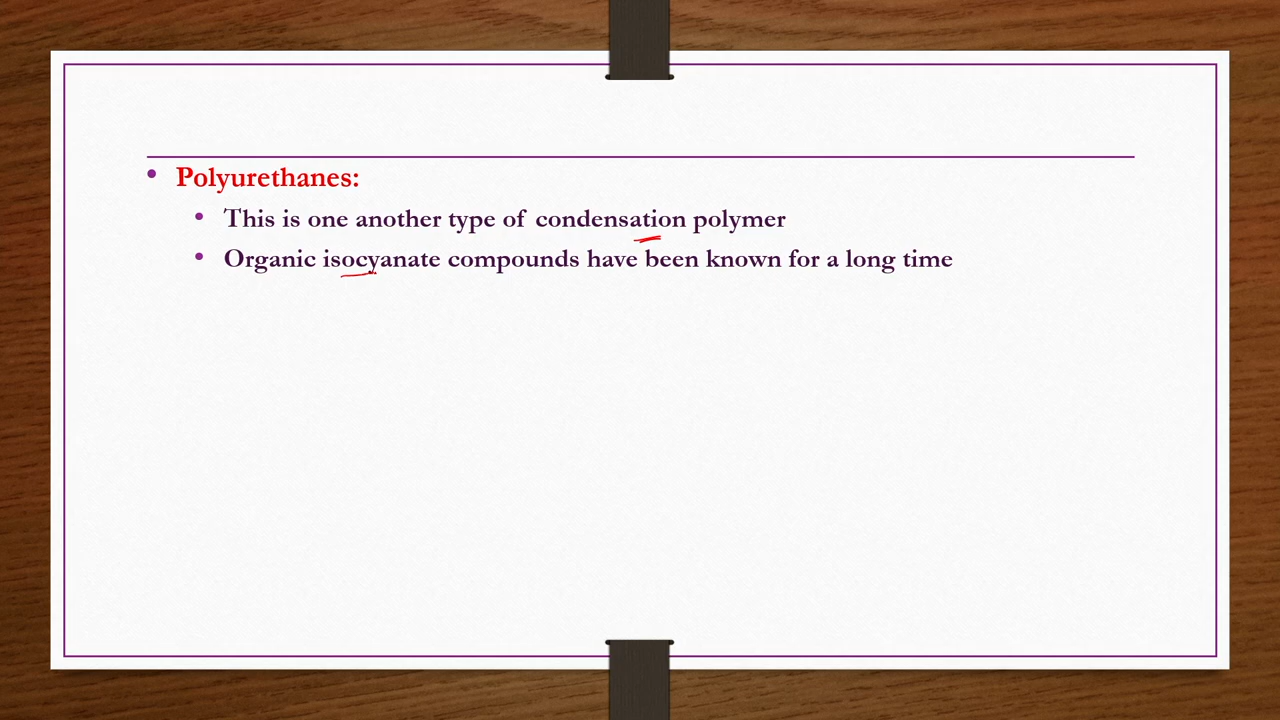 Polyurethanes:
This is one another type of condensation polymer
Organic isocyanate compounds have been known for a long time